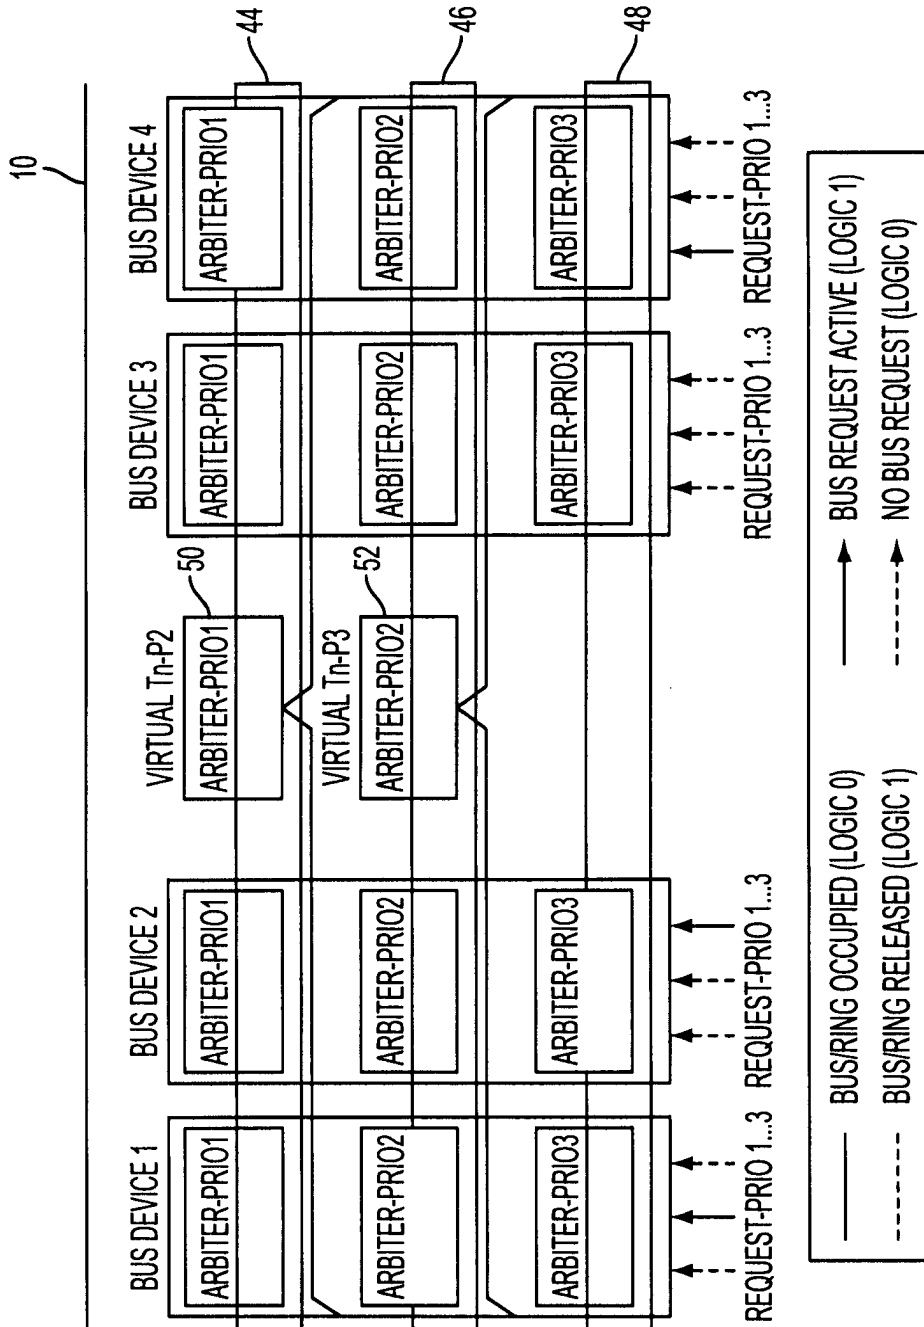 10
BUS DEVICE 1
BUS DEVICE 2
VIRTUAL Tn-P2
50
BUS DEVICE 3
BUS DEVICE 4
44
ARBITER-PRIO1
ARBITER-PRIO1
ARBITER-PRIO1
ARBITER-PRIO1
ARBITER-PRIO1
VIRTUAL Tn-P3
52
46
ARBITER-PRIO2
ARBITER-PRIO2
ARBITER-PRIO2
ARBITER-PRIO2
ARBITER-PRIO2
48
ARBITER-PRIO3
ARBITER-PRIO3
ARBITER-PRIO3
ARBITER-PRIO3
REQUEST-PRIO 1...3
REQUEST-PRIO 1...3
REQUEST-PRIO 1...3
REQUEST-PRIO 1...3
BUS/RING OCCUPIED (LOGIC 0)
BUS REQUEST ACTIVE (LOGIC 1)
BUS/RING RELEASED (LOGIC 1)
NO BUS REQUEST (LOGIC 0)